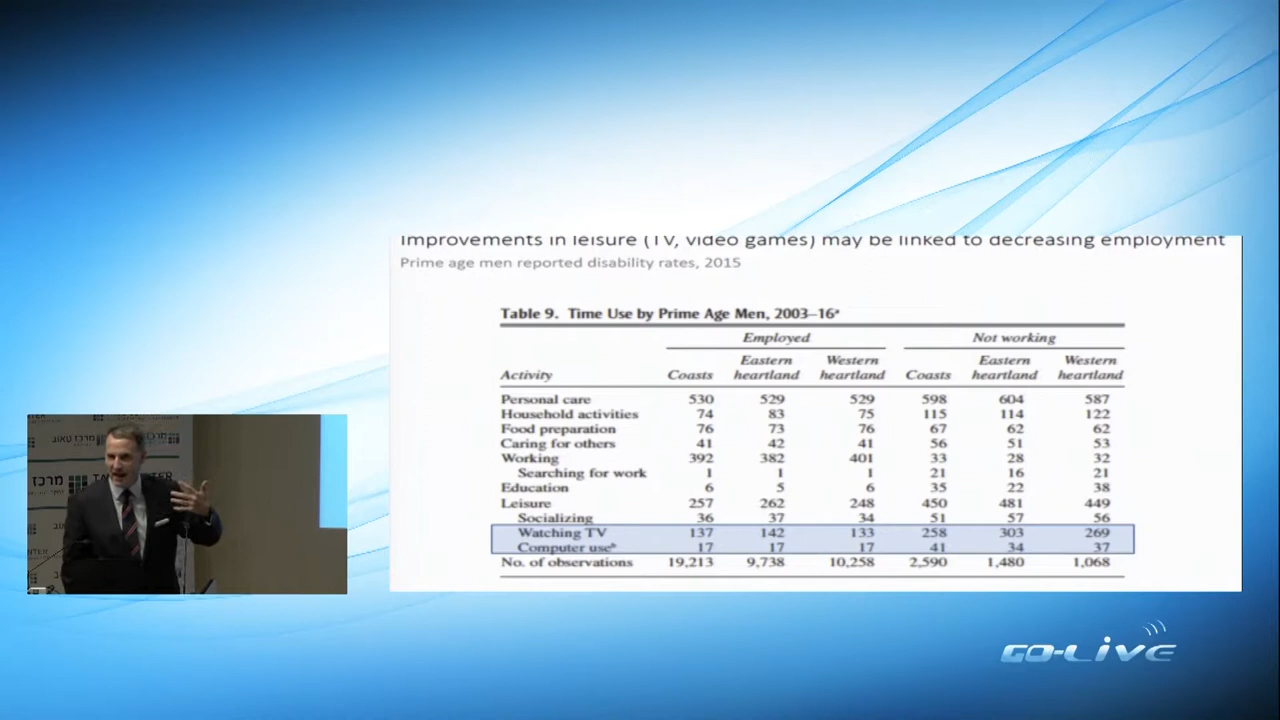 Improvements in leisure (TV, video games) may be linked to decreasing employment
Prime age men reported disability rates, 2015
Table 9. Time Use by Prime Age Men, 2003–16ᵃ
Employed Not working
Eastern Western Eastern Western
Activity Coasts heartland heartland Coasts heartland heartland
Personal care 530 529 529 598 604 587
Household activities 74 83 75 115 114 122
Food preparation 76 73 76 67 62 62
Caring for others 41 42 41 56 51 53
Working 392 382 401 33 28 32
Searching for work 1 1 1 21 16 21
Education 6 5 6 35 22 38
Leisure 257 262 248 450 481 449
Socializing 36 37 34 51 57 56
Watching TV 137 142 133 258 303 269
Computer useᵇ 17 17 17 41 34 37
No. of observations 19,213 9,738 10,258 2,590 1,480 1,068
מרכז טאוב
מרכז
GO-LIVE